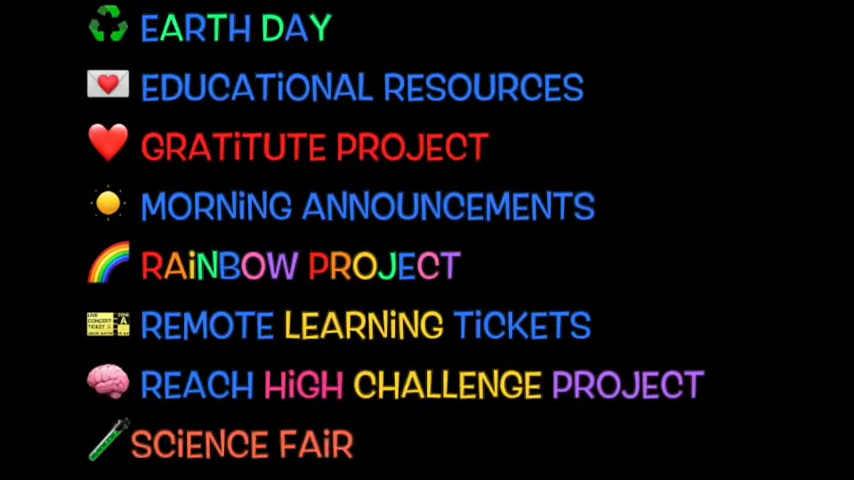 EARTH DAY
EDUCATiONAL RESOURCES
GRATiTUTE PROJECT
MORNiNG ANNOUNCEMENTS
RAiNBOW PROJECT
REMOTE LEARNiNG TiCKETS
REACH HiGH CHALLENGE PROJECT
SCiENCE FAiR